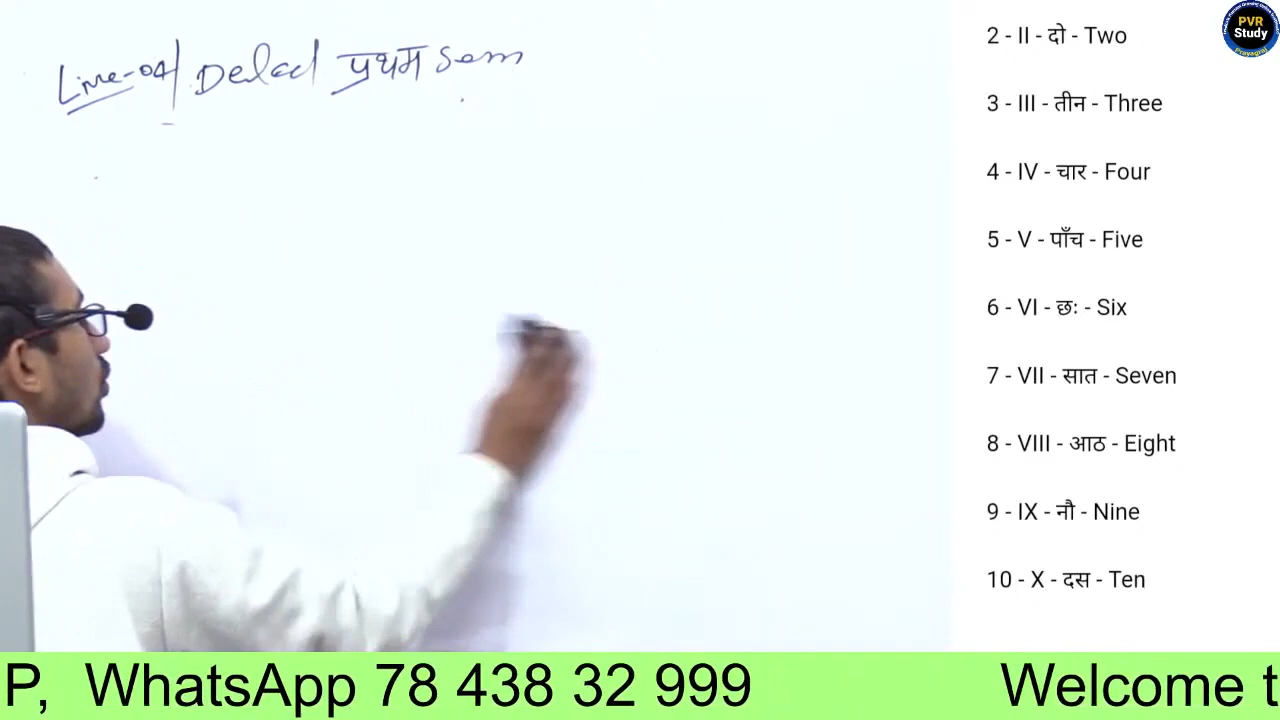 Live-04 Deled प्रथम Sem
2 - II - दो - Two
3 - III - तीन - Three
4 - IV - चार - Four
5 - V - पाँच - Five
6 - VI - छः - Six
7 - VII - सात - Seven
8 - VIII - आठ - Eight
9 - IX - नौ - Nine
10 - X - दस - Ten
PVR
Study
Prayagraj
P, WhatsApp 78 438 32 999 Welcome t